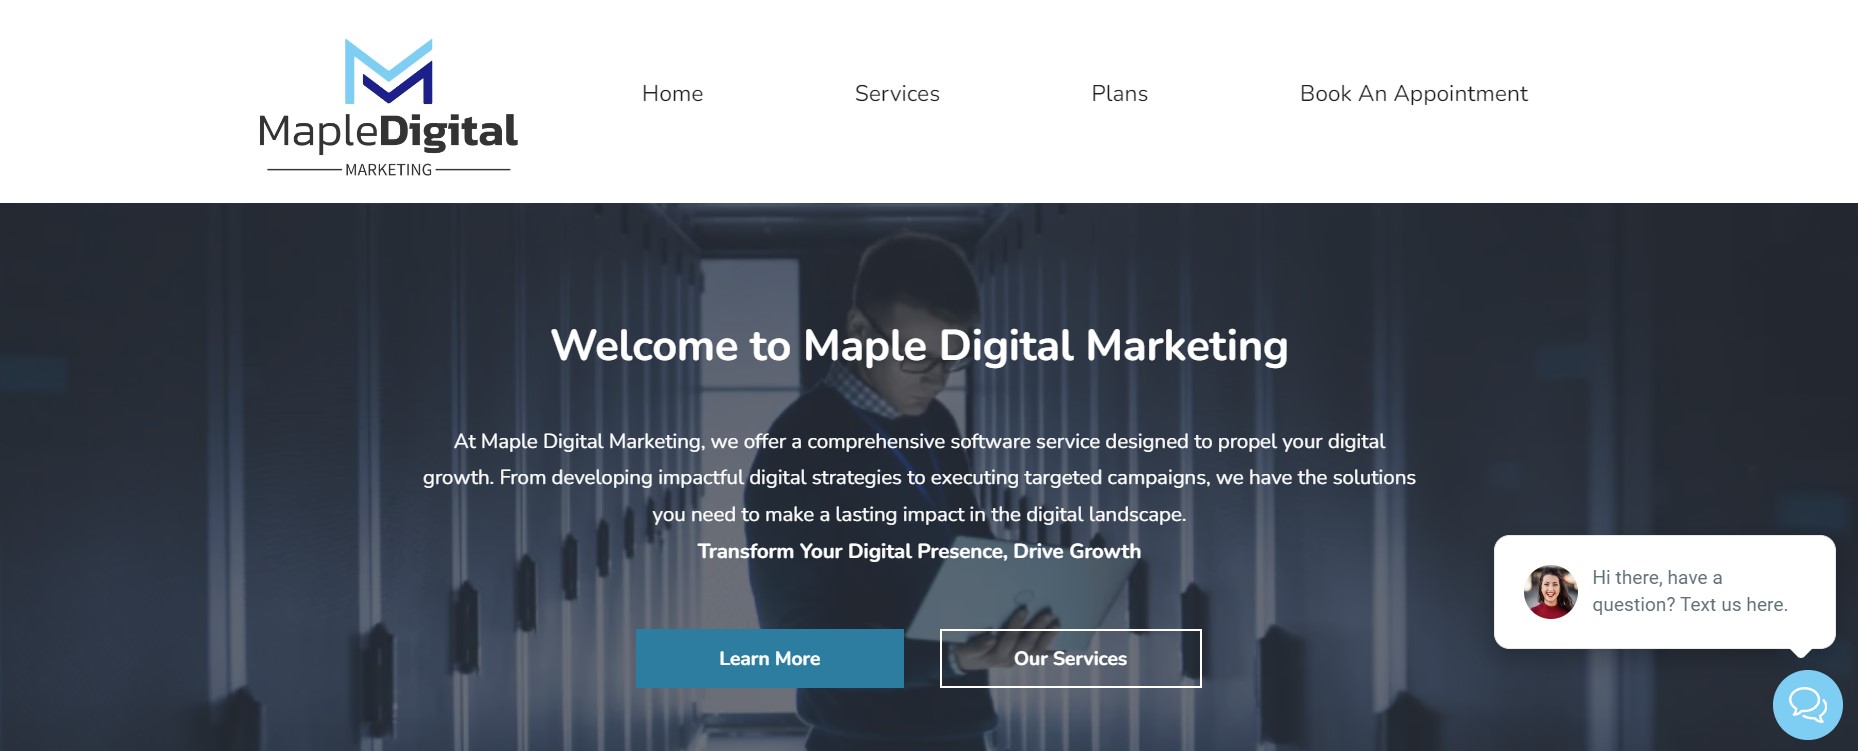 MapleDigital
MARKETING
Home
Services
Plans
Book An Appointment
Welcome to Maple Digital Marketing
At Maple Digital Marketing, we offer a comprehensive software service designed to propel your digital
growth. From developing impactful digital strategies to executing targeted campaigns, we have the solutions
you need to make a lasting impact in the digital landscape.
Transform Your Digital Presence, Drive Growth
Learn More
Our Services
Hi there, have a
question? Text us here.